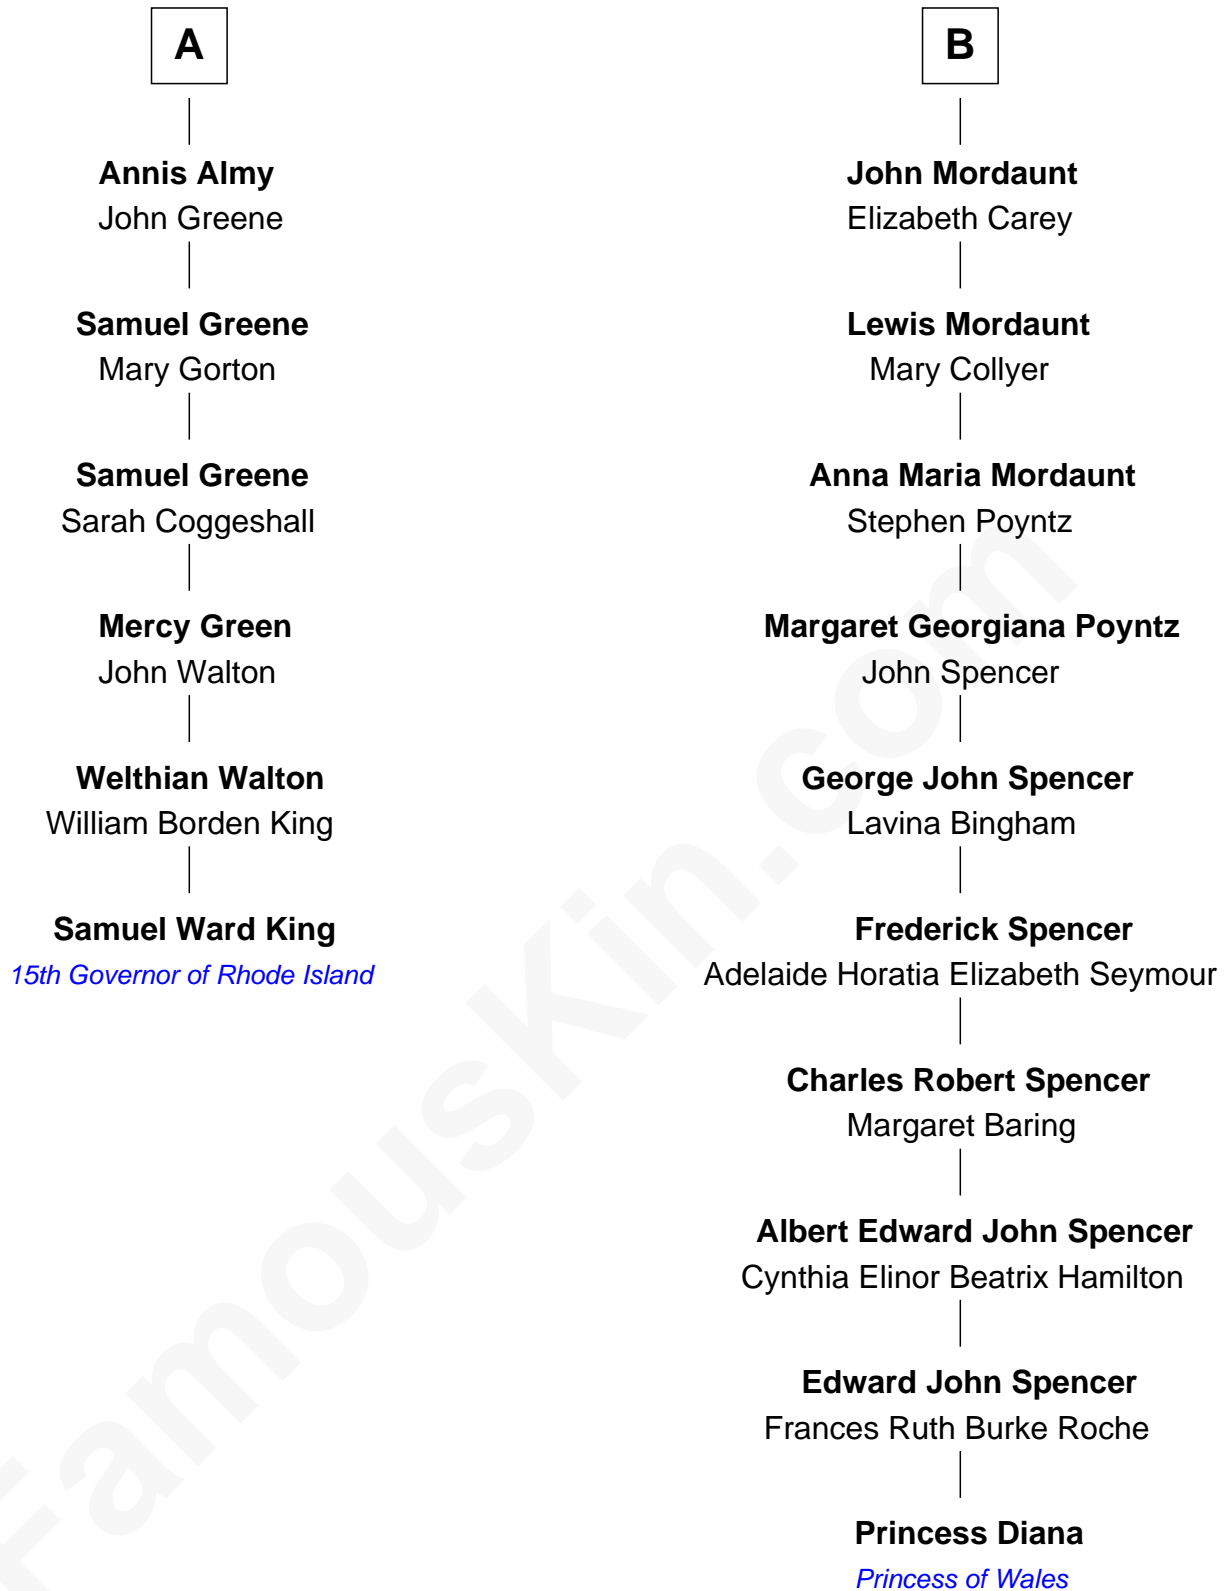 A
Annis Almy
John Greene
Samuel Greene
Mary Gorton
Samuel Greene
Sarah Coggeshall
Mercy Green
John Walton
Welthian Walton
William Borden King
Samuel Ward King
15th Governor of Rhode Island
B
John Mordaunt
Elizabeth Carey
Lewis Mordaunt
Mary Collyer
Anna Maria Mordaunt
Stephen Poyntz
Margaret Georgiana Poyntz
John Spencer
George John Spencer
Lavina Bingham
Frederick Spencer
Adelaide Horatia Elizabeth Seymour
Charles Robert Spencer
Margaret Baring
Albert Edward John Spencer
Cynthia Elinor Beatrix Hamilton
Edward John Spencer
Frances Ruth Burke Roche
Princess Diana
Princess of Wales
FamousKin.com